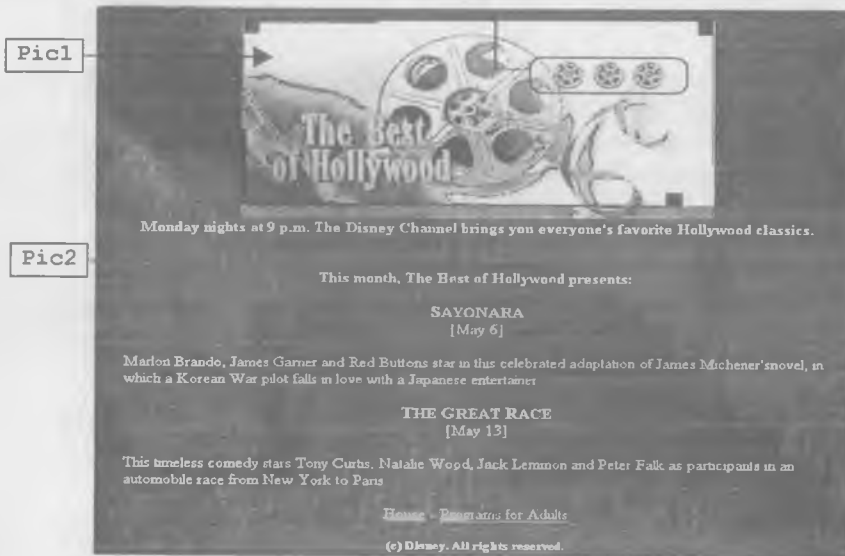 Pic1
The Best
of Hollywood
Monday nights at 9 p.m. The Disney Channel brings you everyone's favorite Hollywood classics.
Pic2
This month, The Best of Hollywood presents:
SAYONARA
[May 6]
Marlon Brando, James Garner and Red Buttons star in this celebrated adaptation of James Michener'snovel, in
which a Korean War pilot falls in love with a Japanese entertainer
THE GREAT RACE
[May 13]
This timeless comedy stars Tony Curtis, Natalie Wood, Jack Lemmon and Peter Falk as participants in an
automobile race from New York to Paris
Home - Programs for Adults
(c) Disney. All rights reserved.